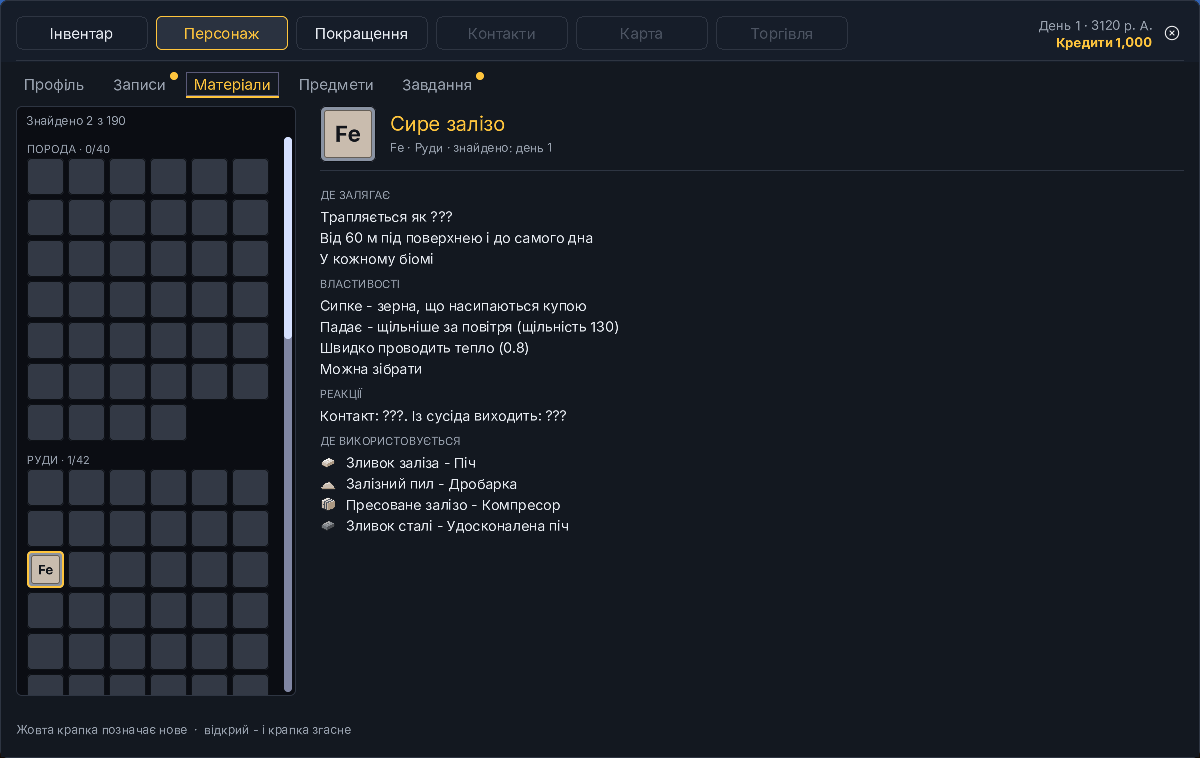 Інвентар
Персонаж
Покращення
Контакти
Карта
Торгівля
День 1 · 3120 р. А.
Кредити 1,000
Профіль
Записи
Матеріали
Предмети
Завдання
Знайдено 2 з 190
ПОРОДА · 0/40
РУДИ · 1/42
Fe
Fe
Сире залізо
Fe · Руди · знайдено: день 1
ДЕ ЗАЛЯГАЄ
Трапляється як ???
Від 60 м під поверхнею і до самого дна
У кожному біомі
ВЛАСТИВОСТІ
Сипке - зерна, що насипаються купою
Падає - щільніше за повітря (щільність 130)
Швидко проводить тепло (0.8)
Можна зібрати
РЕАКЦІЇ
Контакт: ???. Із сусіда виходить: ???
ДЕ ВИКОРИСТОВУЄТЬСЯ
Зливок заліза - Піч
Залізний пил - Дробарка
Пресоване залізо - Компресор
Зливок сталі - Удосконалена піч
Жовта крапка позначає нове · відкрий - і крапка згасне